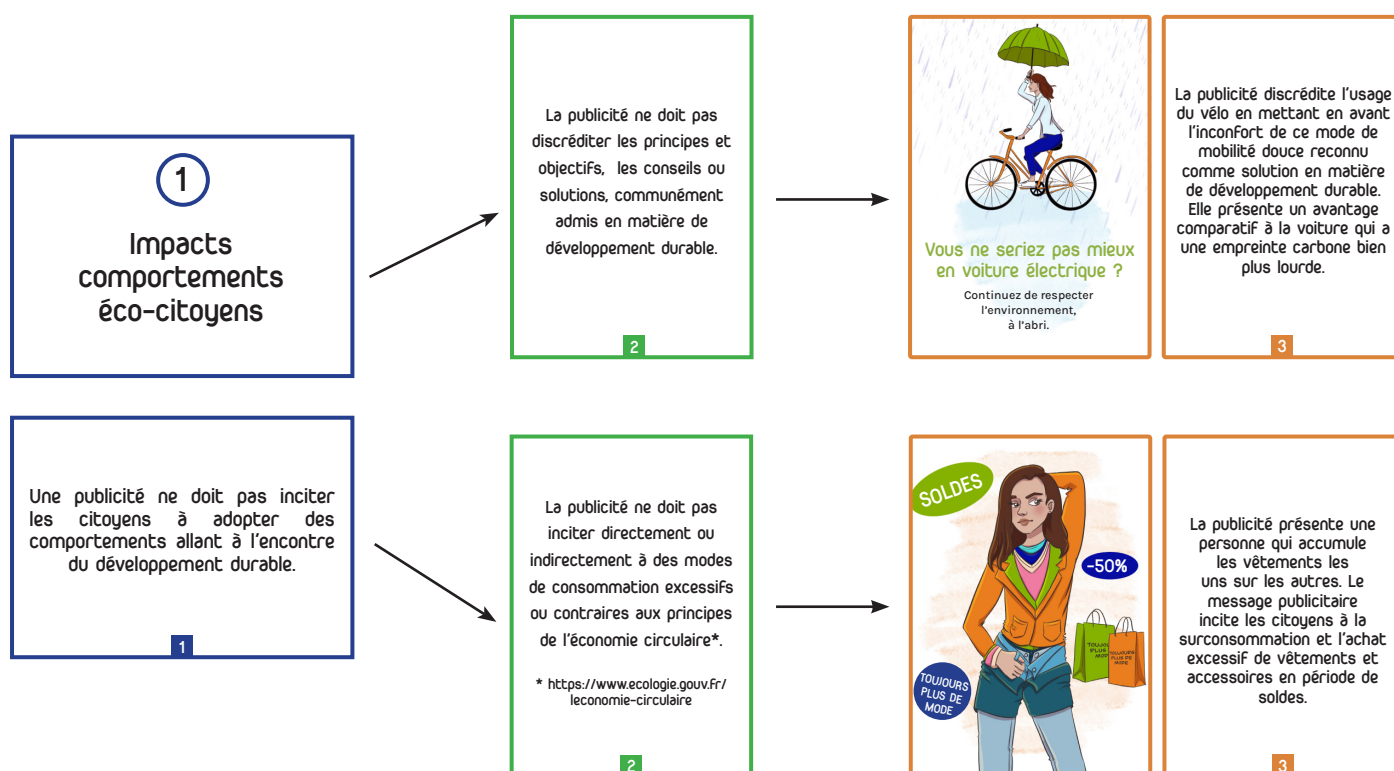 1
Impacts
comportements
éco-citoyens
La publicité ne doit pas
discréditer les principes et
objectifs, les conseils ou
solutions, communément
admis en matière de
développement durable.
2
Vous ne seriez pas mieux
en voiture électrique ?
Continuez de respecter
l'environnement,
à l'abri.
La publicité discrédite l'usage
du vélo en mettant en avant
l'inconfort de ce mode de
mobilité douce reconnu
comme solution en matière
de développement durable.
Elle présente un avantage
comparatif à la voiture qui a
une empreinte carbone bien
plus lourde.
3
Une publicité ne doit pas inciter
les citoyens à adopter des
comportements allant à l'encontre
du développement durable.
1
La publicité ne doit pas
inciter directement ou
indirectement à des modes
de consommation excessifs
ou contraires aux principes
de l'économie circulaire*.
* https://www.ecologie.gouv.fr/
leconomie-circulaire
2
SOLDES
-50%
TOUJOU
PLUS
MODE
TOUJOURS
PLUS DE
MODE
TOUJOURS
PLUS DE
MODE
La publicité présente une
personne qui accumule
les vêtements les
uns sur les autres. Le
message publicitaire
incite les citoyens à la
surconsommation et l'achat
excessif de vêtements et
accessoires en période de
soldes.
3